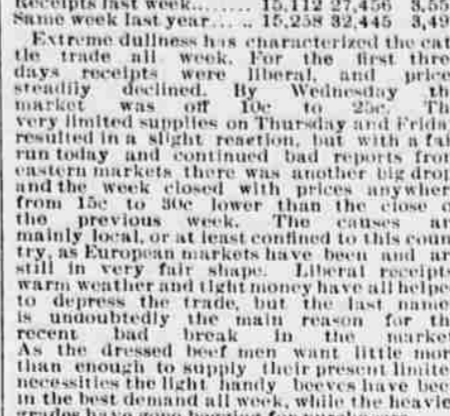 Receipts last week........ 15,112 27,456 3,55
Same week last year.... .. 15,258 32,445 3,49
Extreme dullness has characterized the cat
tle trade all week. For the first thre
days receipts were liberal, and price
steadily declined. By Wednesday th
market was off 10c to 25c. Th
very limited supplies on Thursday and Frida
resulted in a slight reaction, but with a fai
run today and continued bad reports fron
eastern markets there was another big drop
and the week closed with prices anywher
from 15c to 30c lower than the close o
the previous week. The causes ar
mainly local, or at least confined to this coun
try, as European markets have been and ar
still in very fair shape. Liberal receipts
warm weather and tight money have all helpe
to depress the trade, but the last name
is undoubtedly the main reason for th
recent bad break in the market
As the dressed beef men want little mor
than enough to supply their present limite
necessities the light handy beeves have bee
in the best demand all week, while the heavie
grades have gone begging for